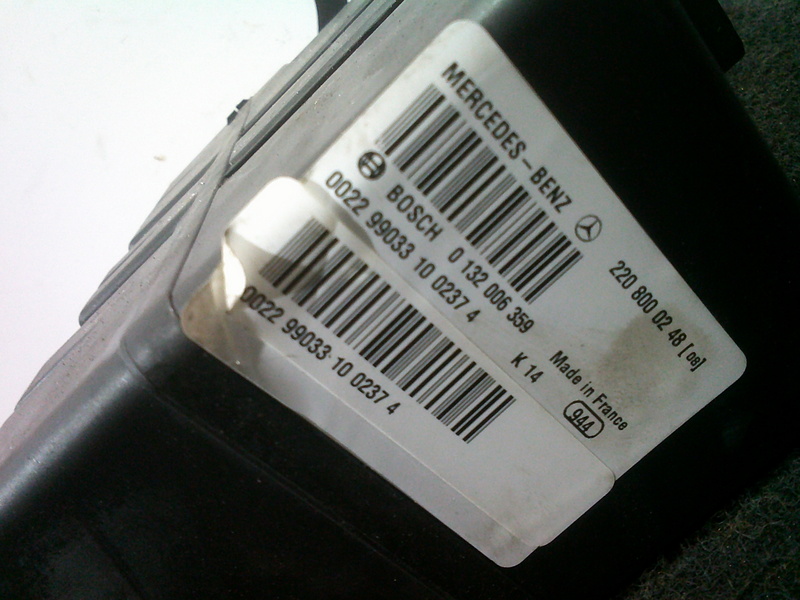 MERCEDES-BENZ 220 800 02 48 [08]
BOSCH 0 132 006 359 Made in France
0022 99033 10 0237 4 K 14 944
0022 99033 10 0237 4